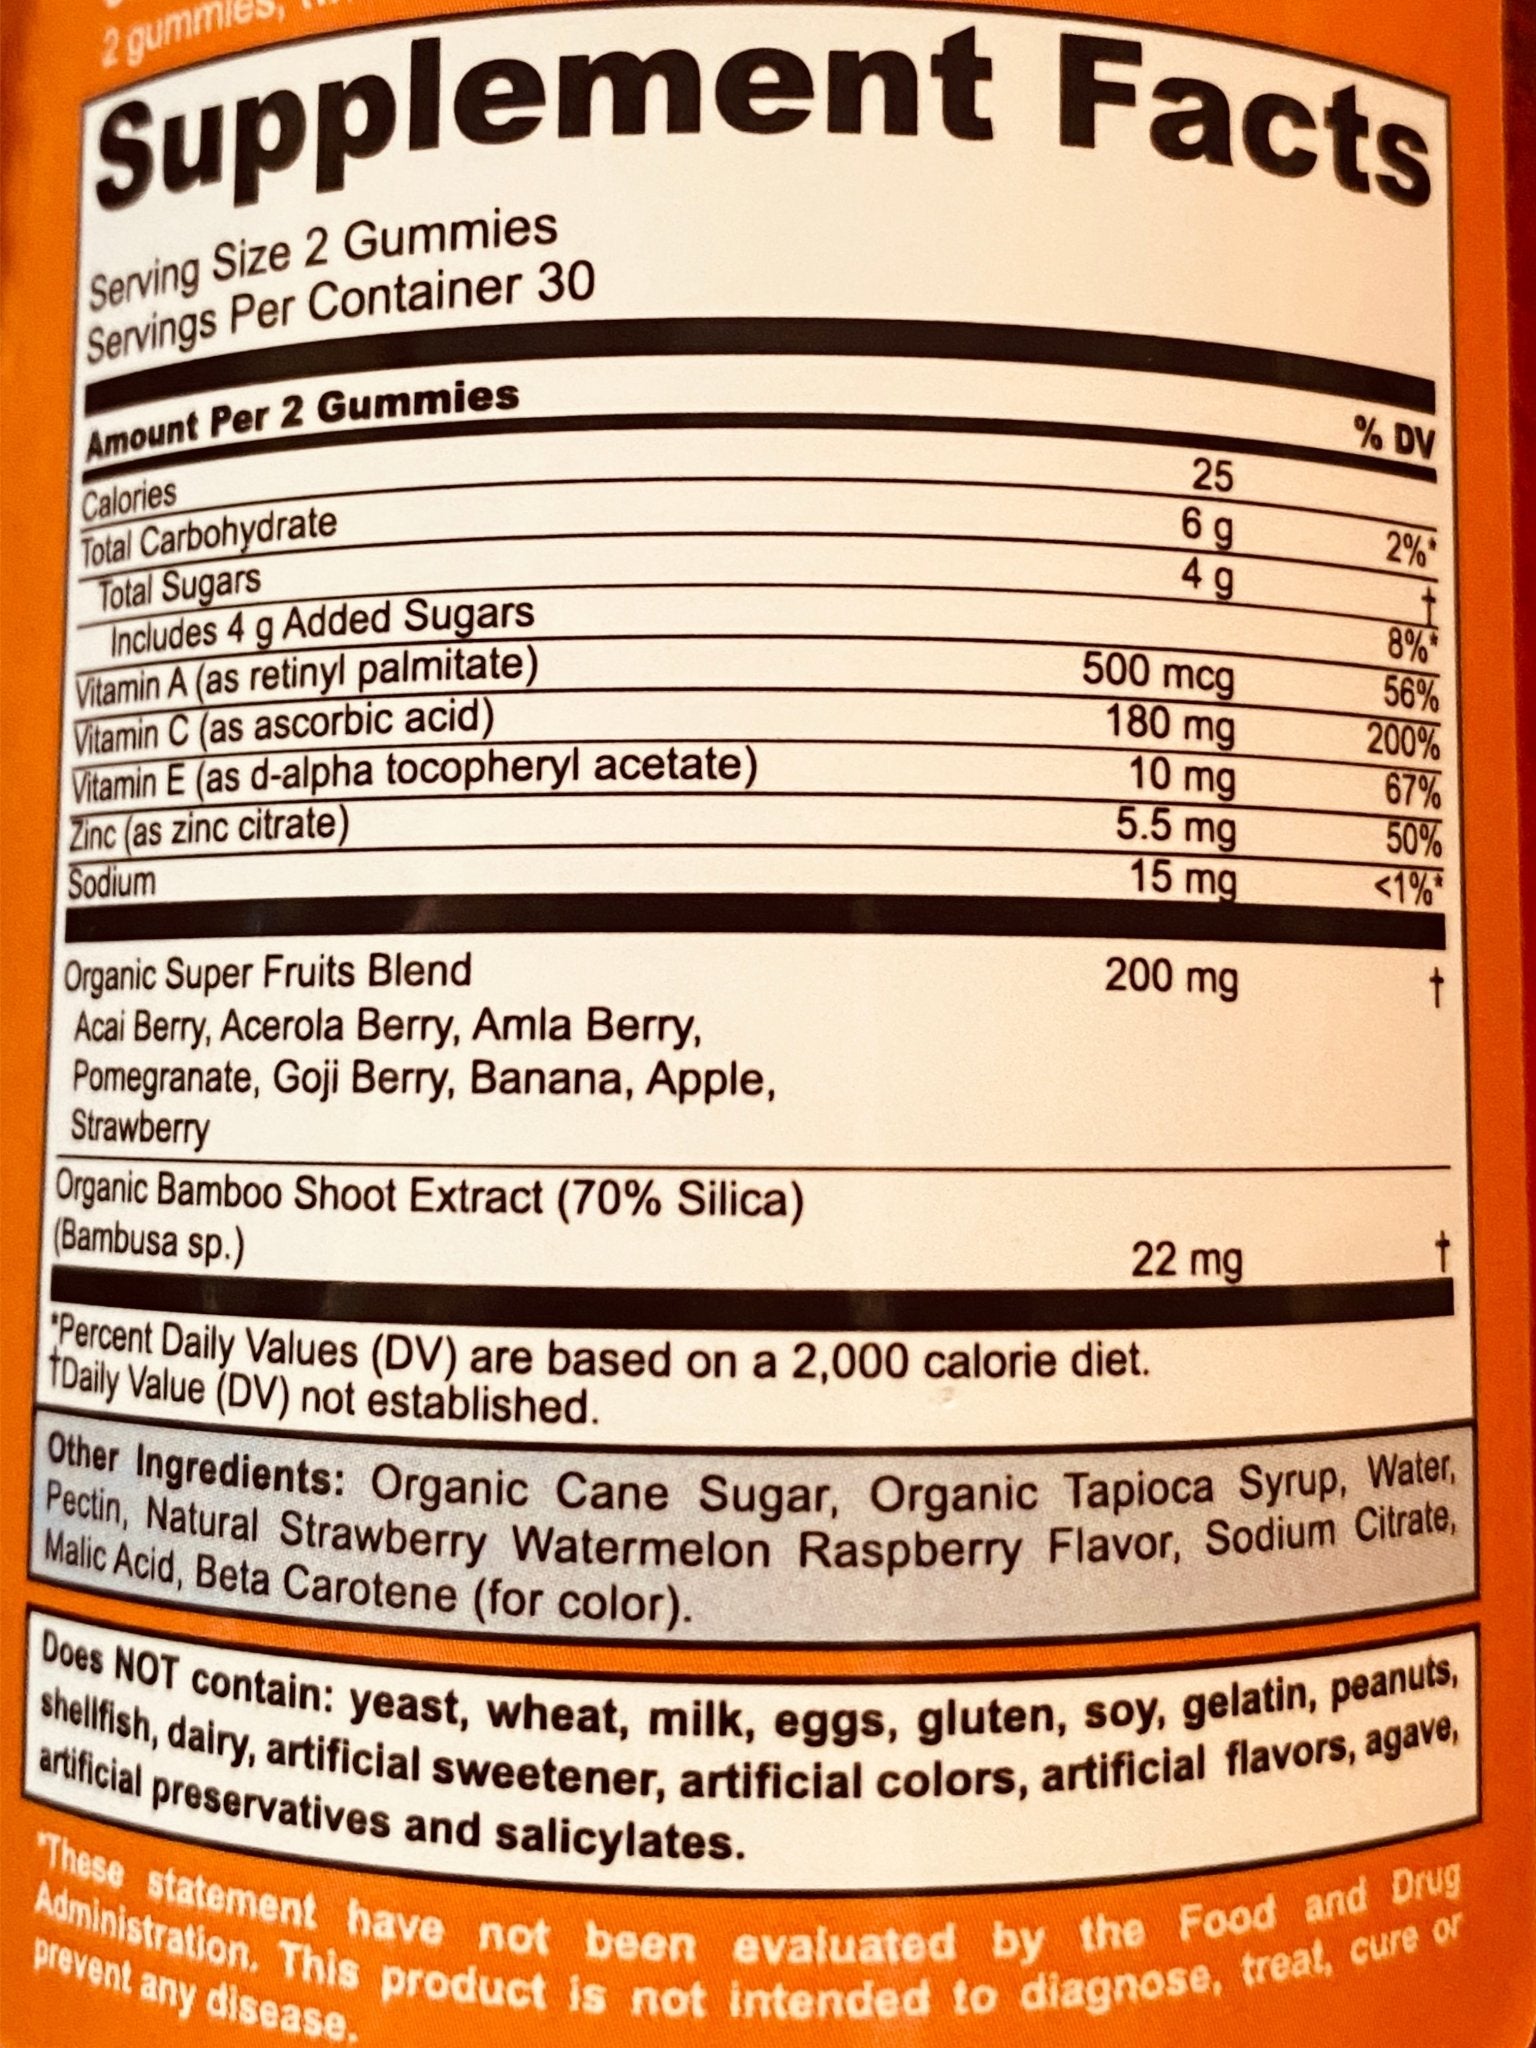 2 gummies,
Supplement Facts
Serving Size 2 Gummies
Servings Per Container 30
Amount Per 2 Gummies % DV
Calories 25
Total Carbohydrate 6 g 2%*
Total Sugars 4 g †
Includes 4 g Added Sugars 8%*
Vitamin A (as retinyl palmitate) 500 mcg 56%
Vitamin C (as ascorbic acid) 180 mg 200%
Vitamin E (as d-alpha tocopheryl acetate) 10 mg 67%
Zinc (as zinc citrate) 5.5 mg 50%
Sodium 15 mg <1%*
Organic Super Fruits Blend 200 mg †
Acai Berry, Acerola Berry, Amla Berry,
Pomegranate, Goji Berry, Banana, Apple,
Strawberry
Organic Bamboo Shoot Extract (70% Silica)
(Bambusa sp.) 22 mg †
*Percent Daily Values (DV) are based on a 2,000 calorie diet.
†Daily Value (DV) not established.
Other Ingredients: Organic Cane Sugar, Organic Tapioca Syrup, Water,
Pectin, Natural Strawberry Watermelon Raspberry Flavor, Sodium Citrate,
Malic Acid, Beta Carotene (for color).
Does NOT contain: yeast, wheat, milk, eggs, gluten, soy, gelatin, peanuts,
shellfish, dairy, artificial sweetener, artificial colors, artificial flavors, agave,
artificial preservatives and salicylates.
*These statement have not been evaluated by the Food and Drug
Administration. This product is not intended to diagnose, treat, cure or
prevent any disease.